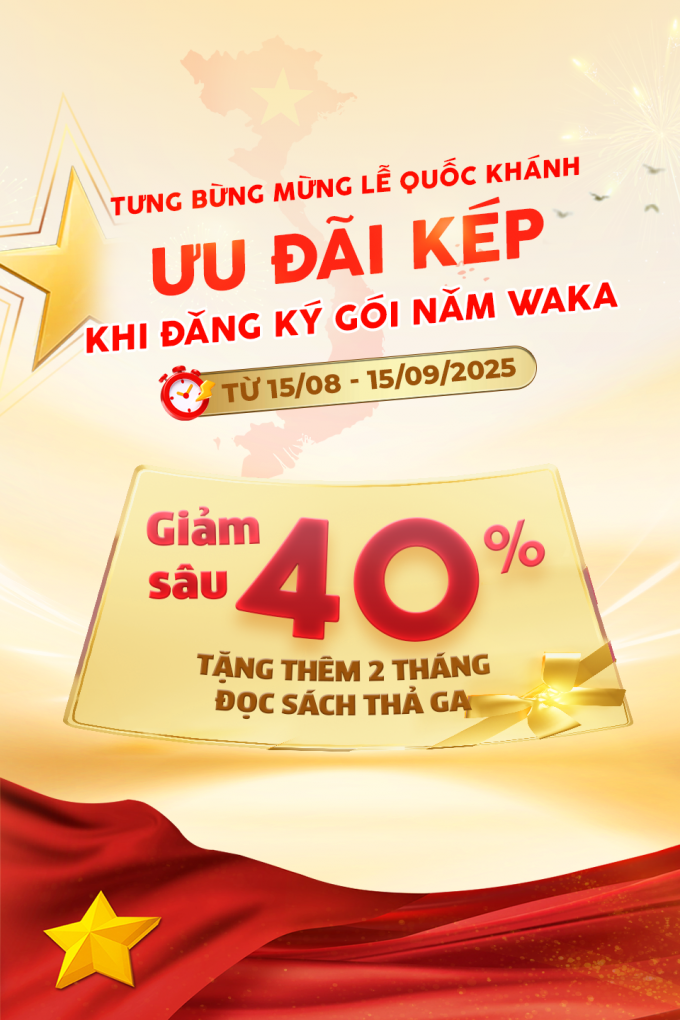 TƯNG BỪNG MỪNG LỄ QUỐC KHÁNH
ƯU ĐÃI KÉP
KHI ĐĂNG KÝ GÓI NĂM WAKA
TỪ 15/08 - 15/09/2025
Giảm sâu 40%
TẶNG THÊM 2 THÁNG
ĐỌC SÁCH THẢ GA